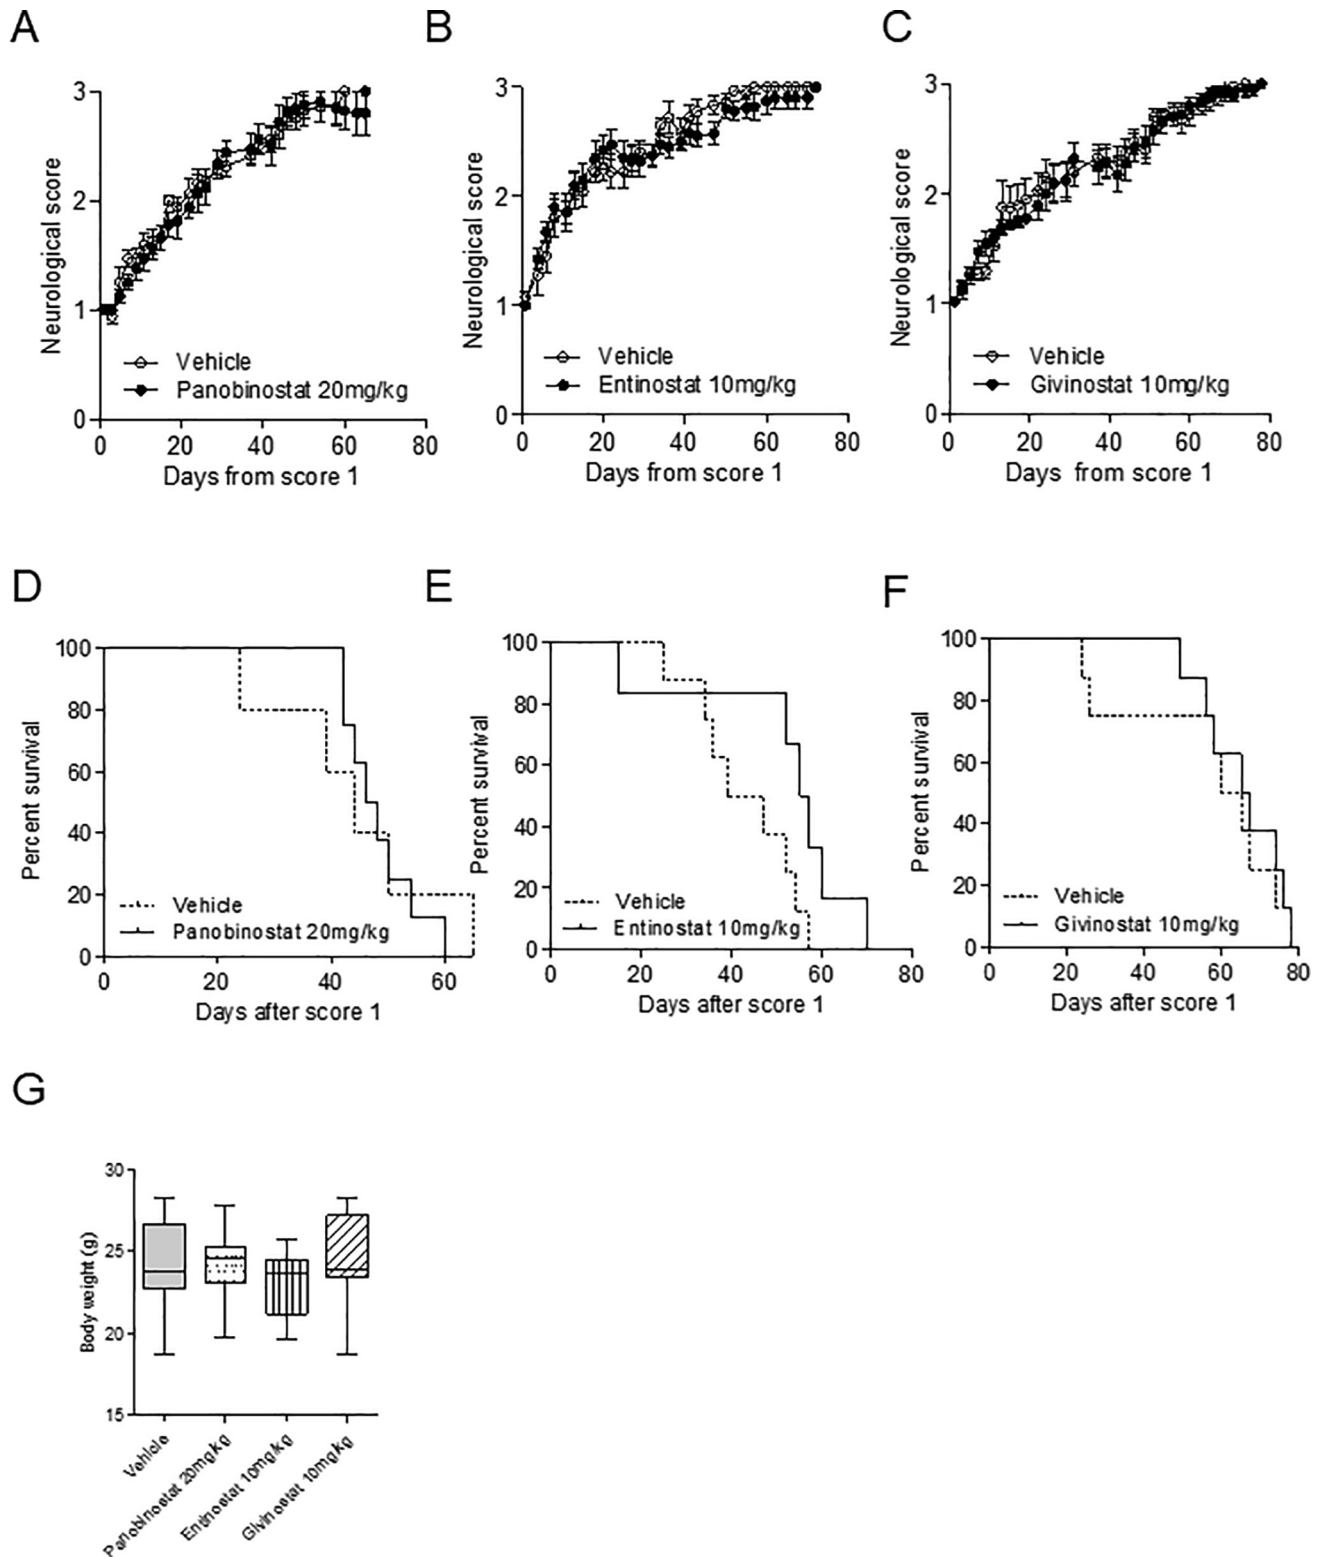 A
3
2
1
0
Neurological score
Vehicle
Panobinostat 20mg/kg
0 20 40 60 80
Days from score 1
B
3
2
1
0
Neurological score
Vehicle
Entinostat 10mg/kg
0 20 40 60 80
Days from score 1
C
3
2
1
0
Neurological score
Vehicle
Givinostat 10mg/kg
0 20 40 60 80
Days from score 1
D
100
80
60
40
20
0
Percent survival
Vehicle
Panobinostat 20mg/kg
0 20 40 60
Days after score 1
E
100
80
60
40
20
0
Percent survival
Vehicle
Entinostat 10mg/kg
0 20 40 60 80
Days after score 1
F
100
80
60
40
20
0
Percent survival
Vehicle
Givinostat 10mg/kg
0 20 40 60 80
Days after score 1
G
30
25
20
15
Body weight (g)
Vehicle
Panobinostat 20mg/kg
Entinostat 10mg/kg
Givinostat 10mg/kg